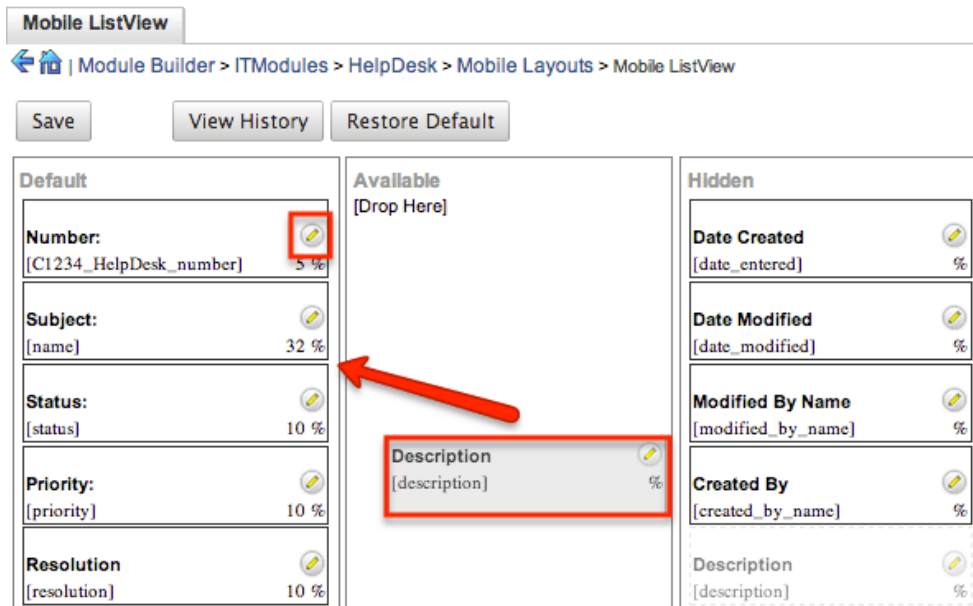 Mobile ListView
| Module Builder > ITModules > HelpDesk > Mobile Layouts > Mobile ListView
Save View History Restore Default
Default
Number:
[C1234_HelpDesk_number] 5 %
Subject:
[name] 32 %
Status:
[status] 10 %
Priority:
[priority] 10 %
Resolution
[resolution] 10 %
Available
[Drop Here]
Description
[description] %
Hidden
Date Created
[date_entered] %
Date Modified
[date_modified] %
Modified By Name
[modified_by_name] %
Created By
[created_by_name] %
Description
[description] %